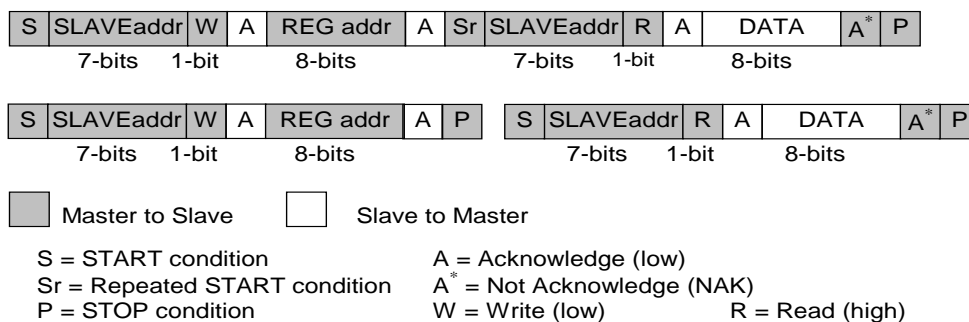 S SLAVEaddr W A REG addr A Sr SLAVEaddr R A DATA A* P
7-bits 1-bit 8-bits 7-bits 1-bit 8-bits
S SLAVEaddr W A REG addr A P S SLAVEaddr R A DATA A* P
7-bits 1-bit 8-bits 7-bits 1-bit 8-bits
Master to Slave Slave to Master
S = START condition A = Acknowledge (low)
Sr = Repeated START condition A* = Not Acknowledge (NAK)
P = STOP condition W = Write (low) R = Read (high)